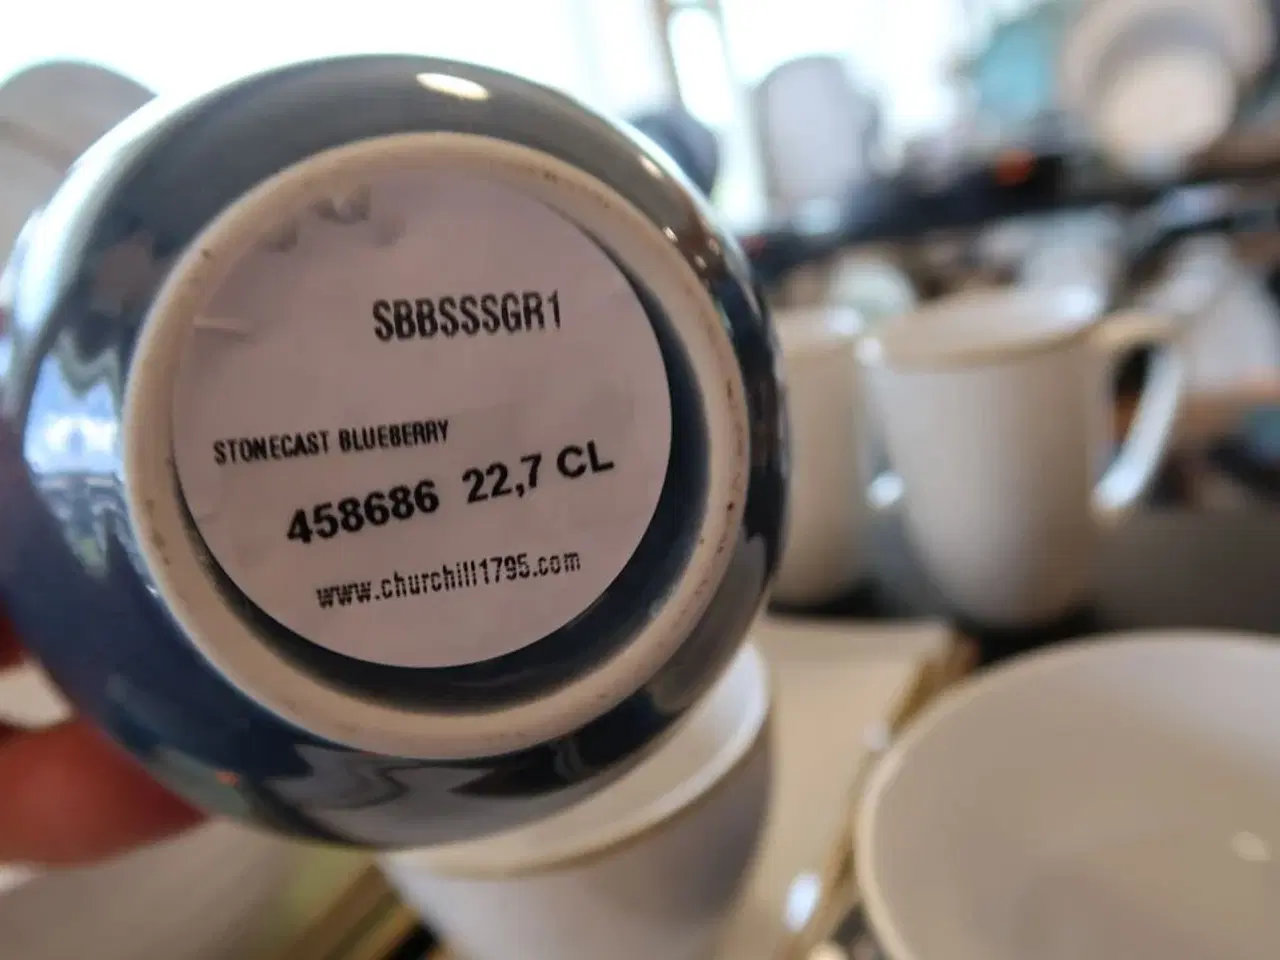 SBBSSSGR1
STONECAST BLUEBERRY
458686 22,7 CL
www.churchill1795.com